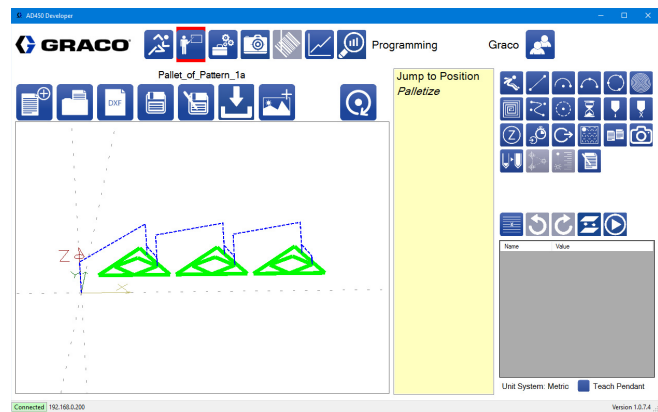 AD450 Developer
GRACO
Programming
Graco
Pallet_of_Pattern_1a
DXF
Jump to Position
Palletize
Z
Z
Y
X
Name Value
Unit System: Metric Teach Pendant
Connected 192.168.0.200 Version 1.0.7.4